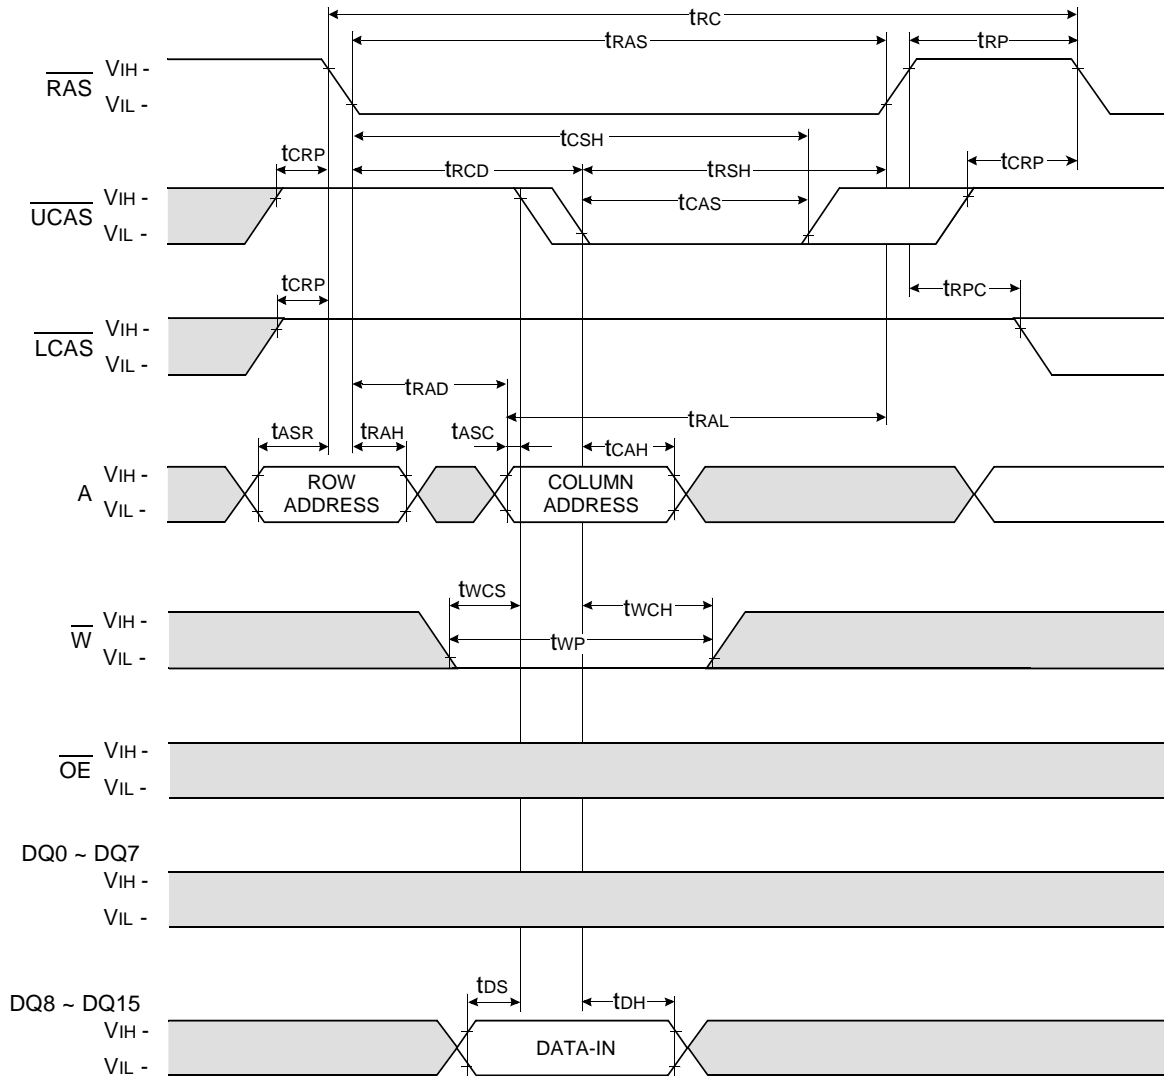 tRC
tRAS
tRP
RAS
VIH -
VIL -
tCSH
tCRP
tRCD
tRSH
tCRP
UCAS
VIH -
VIL -
tCAS
tCRP
tRPC
LCAS
VIH -
VIL -
tRAD
tRAL
tASR
tRAH
tASC
tCAH
A
VIH -
VIL -
ROW
ADDRESS
COLUMN
ADDRESS
tWCS
tWCH
W
VIH -
VIL -
tWP
OE
VIH -
VIL -
DQ0 ~ DQ7
VIH -
VIL -
tDS
tDH
DQ8 ~ DQ15
VIH -
VIL -
DATA-IN